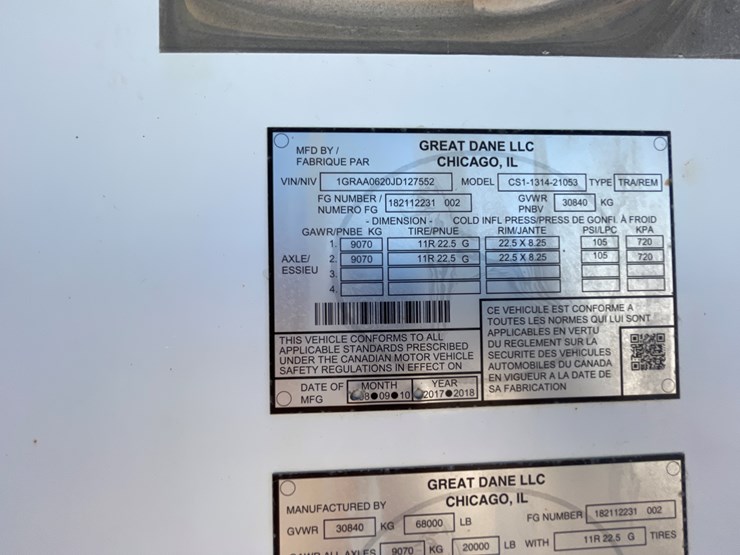 MFD BY / GREAT DANE LLC
FABRIQUE PAR CHICAGO, IL
VIN/NIV 1GRAA0620JD127552 MODEL CS1-1314-21053 TYPE TRA/REM
FG NUMBER / 182112231 002 GVWR 30840 KG
NUMERO FG PNBV
- DIMENSION - COLD INFL PRESS/PRESS DE GONFL À FROID
GAWR/PNBE KG TIRE/PNUE RIM/JANTE PSI/LPC KPA
1. 9070 11R 22.5 G 22.5 X 8.25 105 720
AXLE/ 2. 9070 11R 22.5 G 22.5 X 8.25 105 720
ESSIEU 3.
4.
THIS VEHICLE CONFORMS TO ALL
APPLICABLE STANDARDS PRESCRIBED
UNDER THE CANADIAN MOTOR VEHICLE
SAFETY REGULATIONS IN EFFECT ON
DATE OF MONTH YEAR
MFG 08 09 10 2017 2018
CE VEHICULE EST CONFORME A
TOUTES LES NORMES QUI LUI SONT
APPLICABLES EN VERTU
DU REGLEMENT SUR LA
SECURITE DES VEHICULES
AUTOMOBILES DU CANADA
EN VIGUEUR A LA DATE DE
SA FABRICATION
GREAT DANE LLC
MANUFACTURED BY CHICAGO, IL
GVWR 30840 KG 68000 LB FG NUMBER 182112231 002
GAWR ALL AXLES 9070 KG 20000 LB WITH 11R 22.5 G TIRES